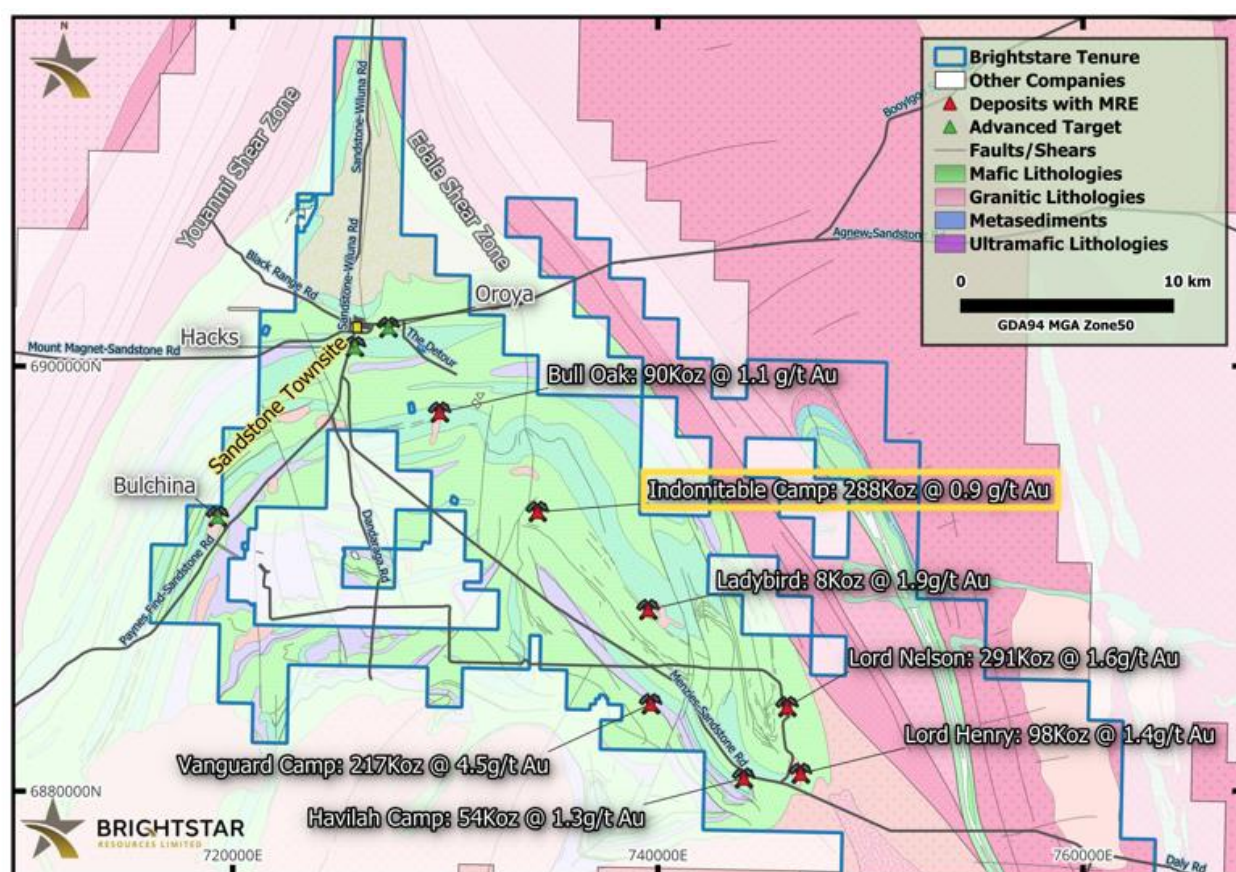 N
Brightstare Tenure
Other Companies
Deposits with MRE
Advanced Target
Faults/Shears
Mafic Lithologies
Granitic Lithologies
Metasediments
Ultramafic Lithologies
0 10 km
GDA94 MGA Zone50
Youanmi Shear Zone
Sandstone-Wiluna Rd
Edale Shear Zone
Sandstone-Wiluna Rd
Black Range Rd
Agnew-Sandstone
Oroya
Hacks
The Detour
Mount Magnet-Sandstone Rd
6900000N
Sandstone Townsite
Bull Oak: 90Koz @ 1.1 g/t Au
Bulchina
Indomitable Camp: 288Koz @ 0.9 g/t Au
Dandaraga Rd
Paynes Find-Sandstone Rd
Ladybird: 8Koz @ 1.9g/t Au
Lord Nelson: 291Koz @ 1.6g/t Au
Menzies-Sandstone Rd
Lord Henry: 98Koz @ 1.4g/t Au
Vanguard Camp: 217Koz @ 4.5g/t Au
6880000N
Havilah Camp: 54Koz @ 1.3g/t Au
BRIGHTSTAR
RESOURCES LIMITED
720000E 740000E 760000E
Daly Rd